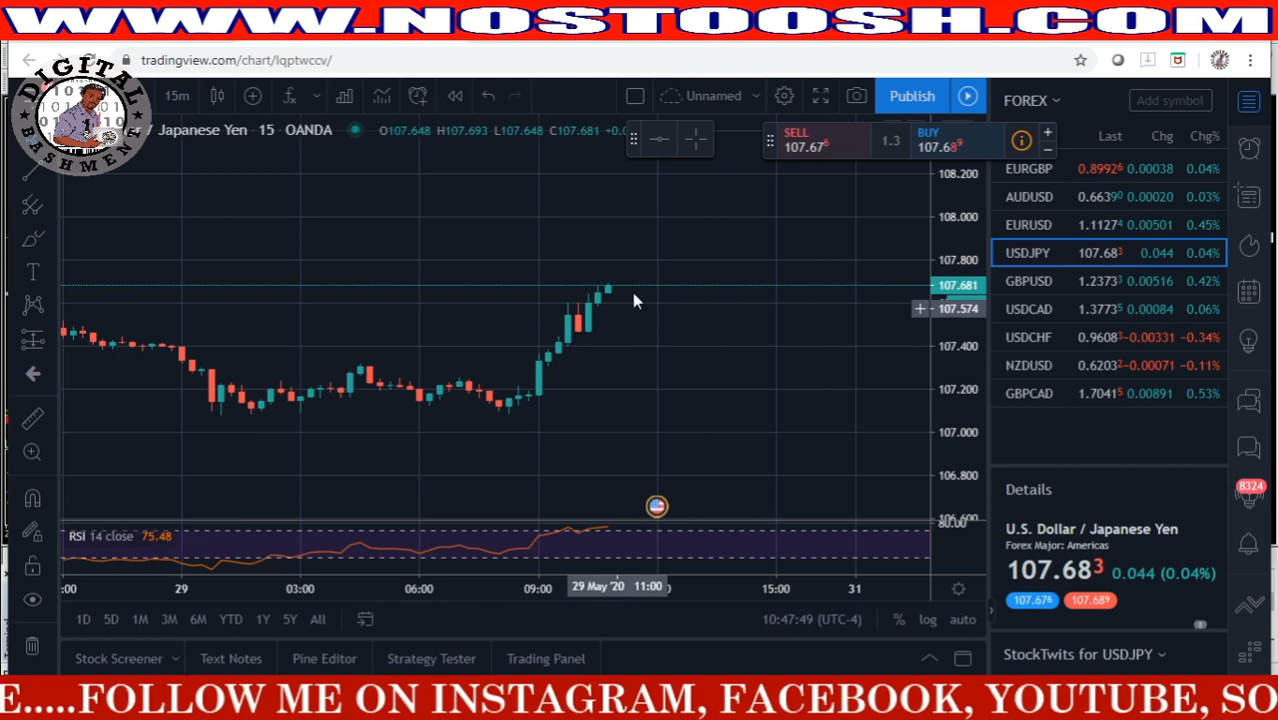 WWW.NOSTOOSH.COM
tradingview.com/chart/lqptwccv/
DIGITAL
BASHMENT
15m
Unnamed
Publish
FOREX
Add symbol
/ Japanese Yen · 15 OANDA
O107.648 H107.693 L107.648 C107.681
SELL
107.676
1.3
BUY
107.689
Last Chg Chg%
EURGBP 0.89926 0.00038 0.04%
AUDUSD 0.66390 0.00020 0.03%
EURUSD 1.11274 0.00501 0.45%
USDJPY 107.683 0.044 0.04%
GBPUSD 1.23733 0.00516 0.42%
USDCAD 1.37735 0.00084 0.06%
USDCHF 0.96083 −0.00331 −0.34%
NZDUSD 0.62032 −0.00071 −0.11%
GBPCAD 1.70415 0.00891 0.53%
108.200
108.000
107.800
107.681
107.574
107.400
107.200
107.000
106.800
106.600
80.00
RSI 14 close 75.48
:00 29 03:00 06:00 09:00 29 May '20 11:00 15:00 31
1D 5D 1M 3M 6M YTD 1Y 5Y All
10:47:49 (UTC-4) % log auto
Stock Screener Text Notes Pine Editor Strategy Tester Trading Panel
Details
U.S. Dollar / Japanese Yen
Forex Major: Americas
107.683 0.044 (0.04%)
107.676 107.689
StockTwits for USDJPY
8324
E.....FOLLOW ME ON INSTAGRAM, FACEBOOK, YOUTUBE, SO